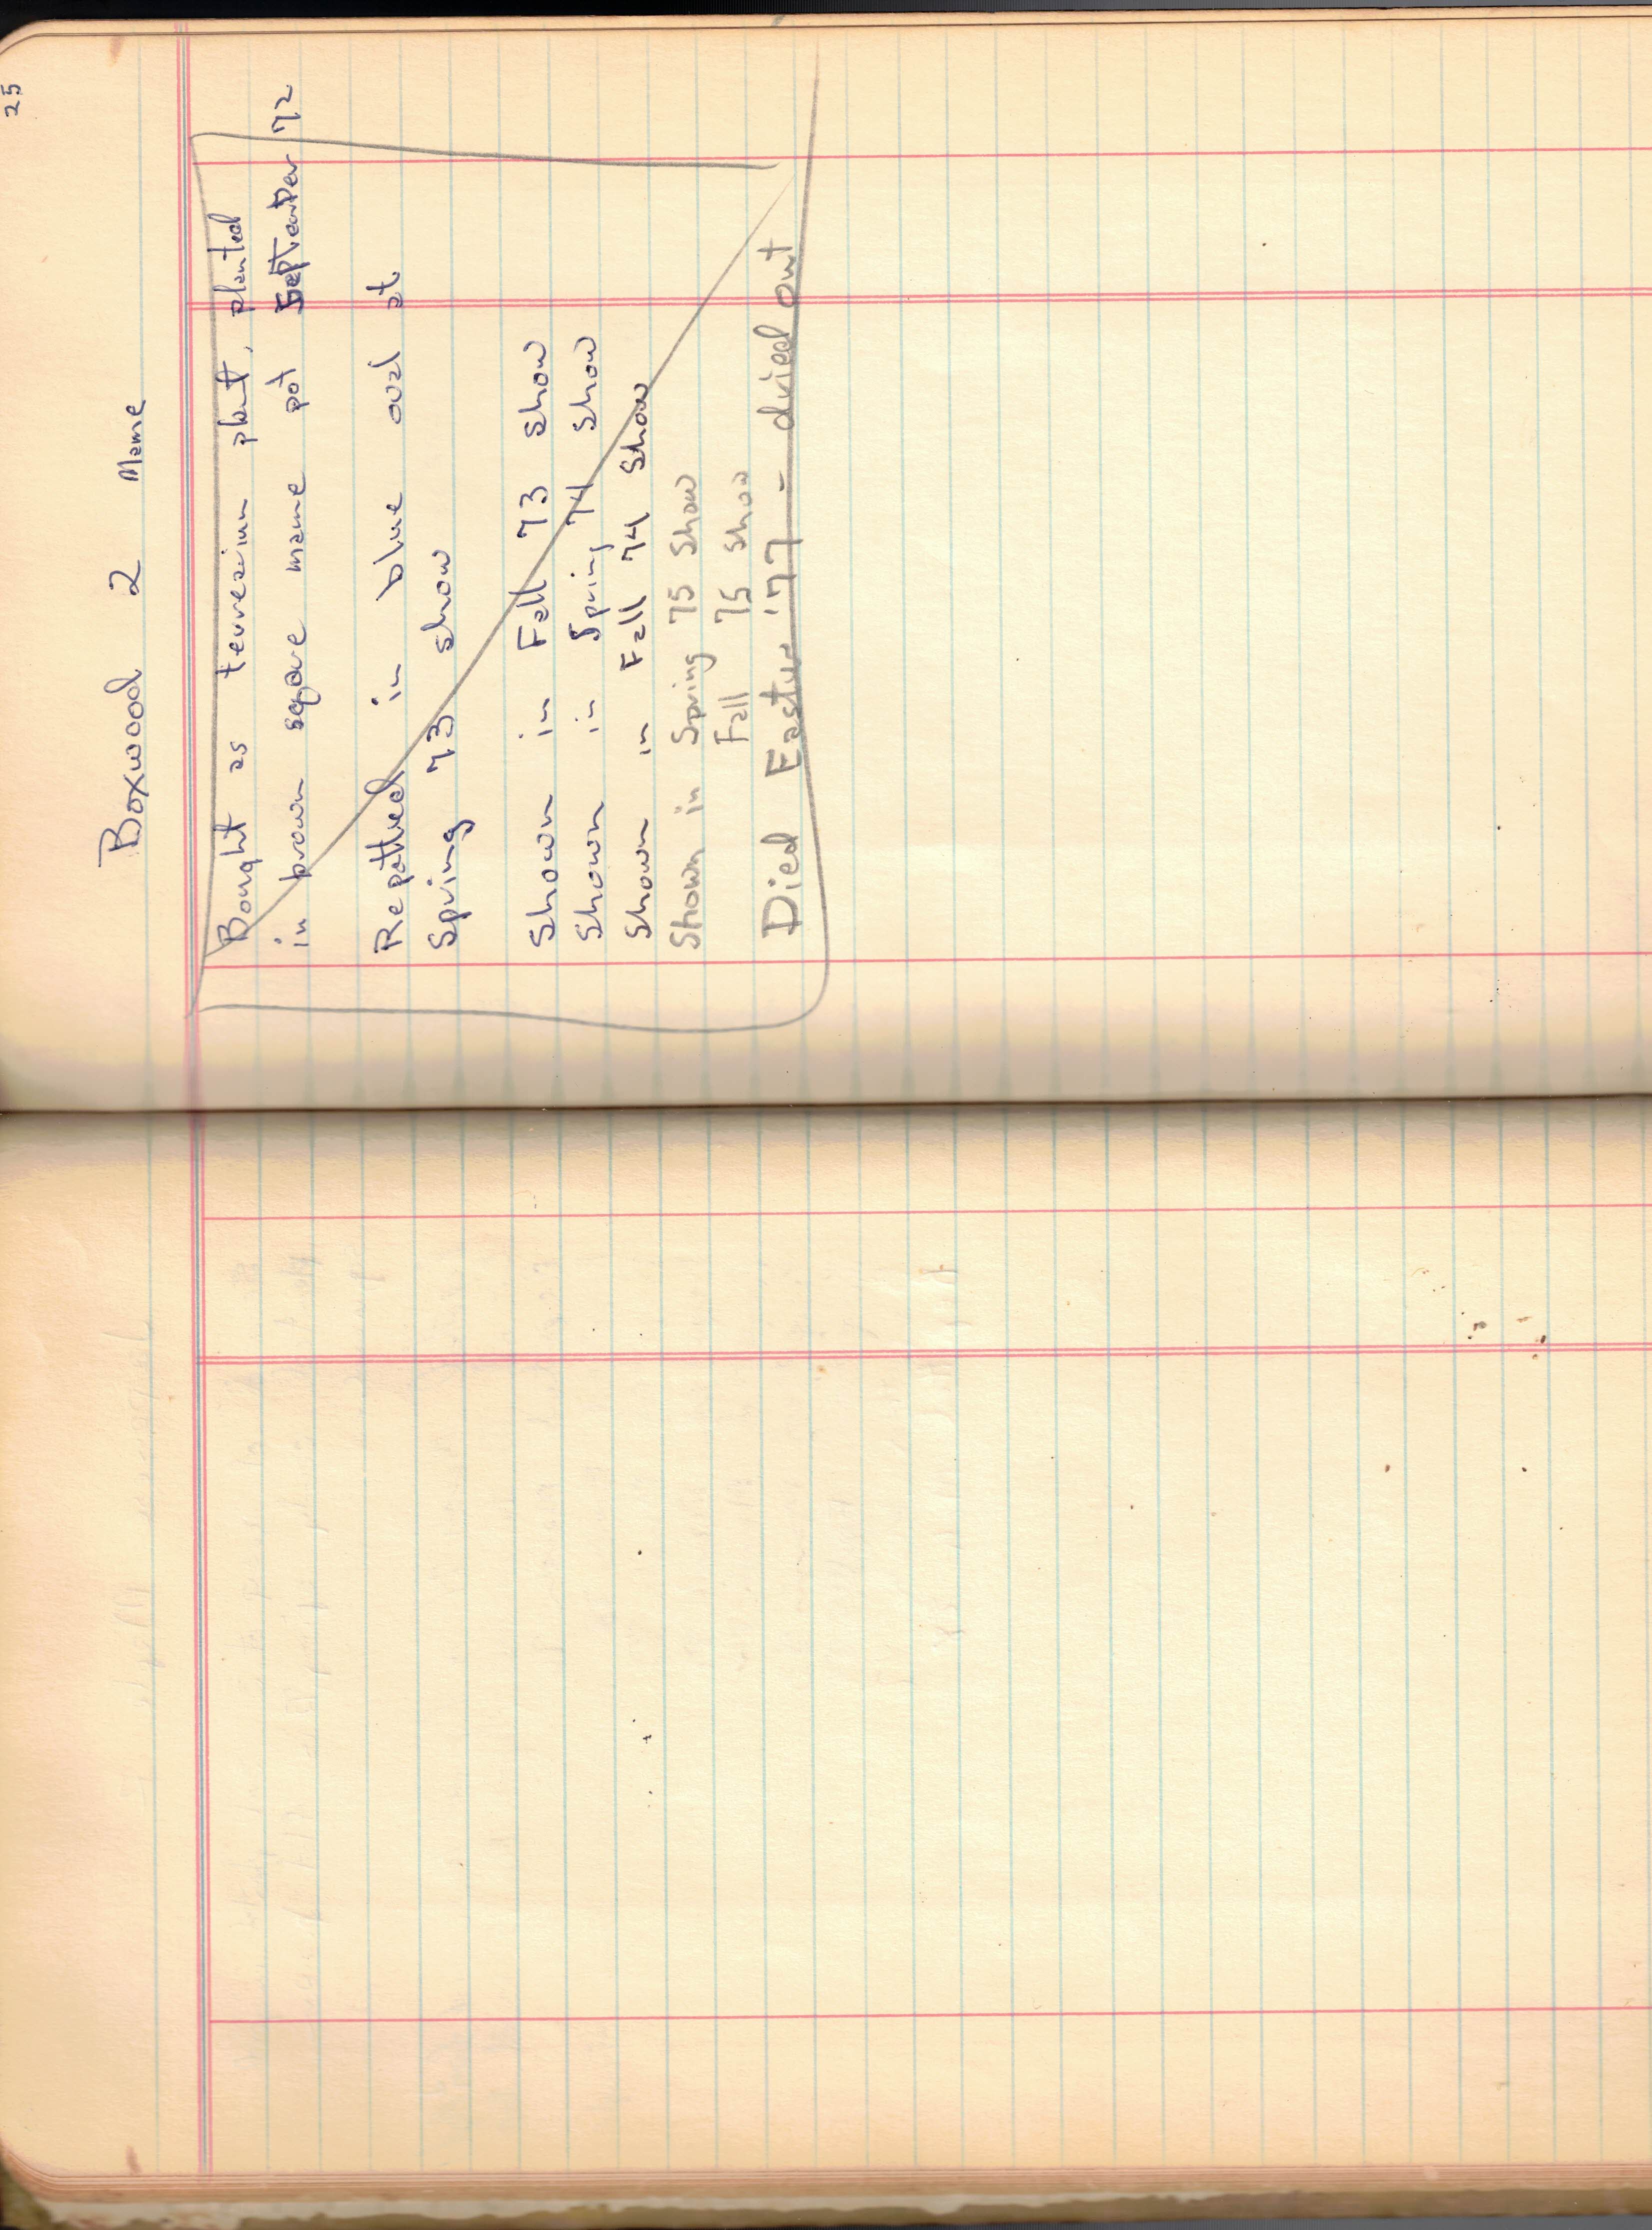 25
Boxwood 2 Mame
Bought as terrearium plant, planted
in brown sqare mame pot September 72
Repotted in blue oval at
Spring 73 show
Shown in Fall 73 show
Shown in Spring 74 Show
Shown in Fall 74 Show
Shown in Spring 75 Show
Fall 75 Show
Died Easter '77 - dried out